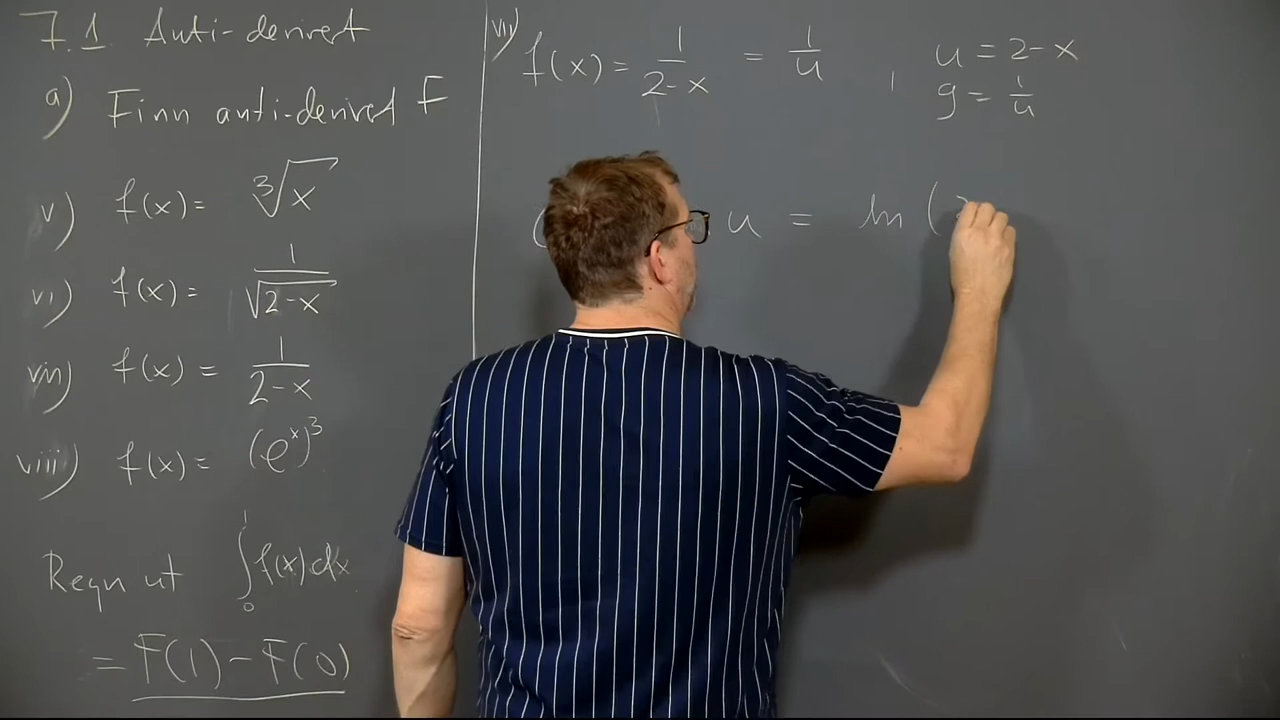 7.1 Anti-derivert
a) Finn anti-derivert F
v) f(x) = ∛x
vi) f(x) = 1/√(2-x)
vii) f(x) = 1/(2-x)
viii) f(x) = (e^x)^3
Regn ut ∫₀¹ f(x)dx
= F(1) - F(0)
vii) f(x) = 1/(2-x) = 1/u , u = 2-x
g = 1/u
u = ln (